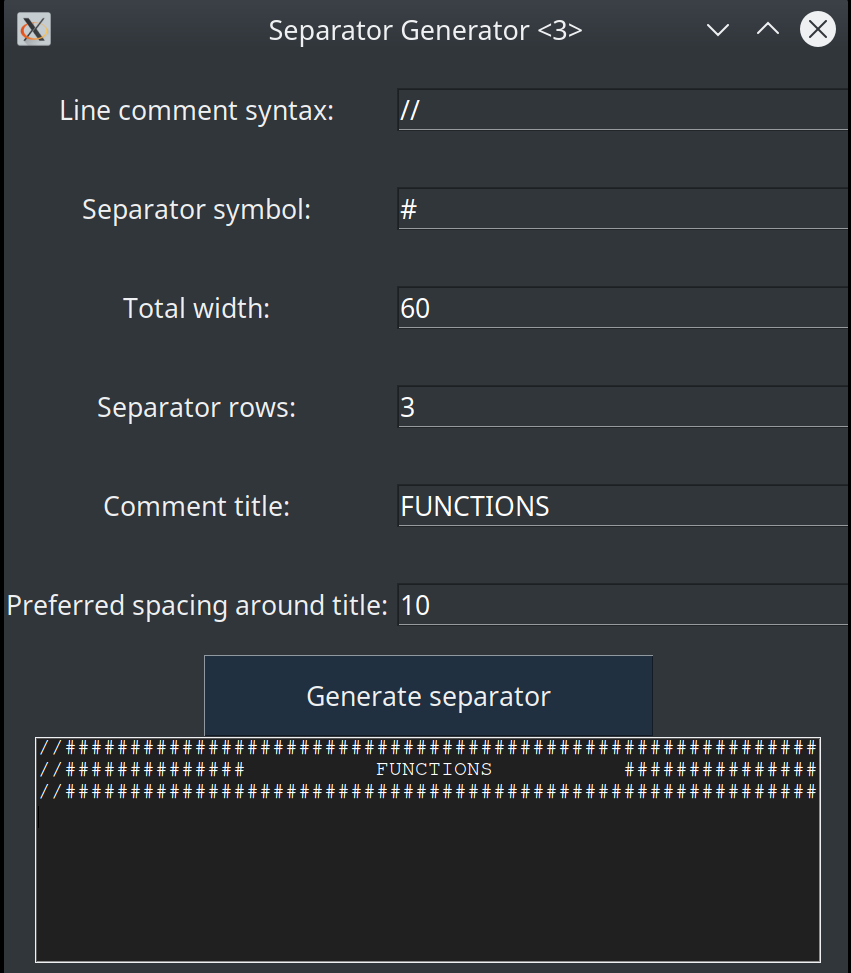 Separator Generator <3>
Line comment syntax: //
Separator symbol: #
Total width: 60
Separator rows: 3
Comment title: FUNCTIONS
Preferred spacing around title: 10
Generate separator
//##########################################################
//##############          FUNCTIONS          ###############
//##########################################################